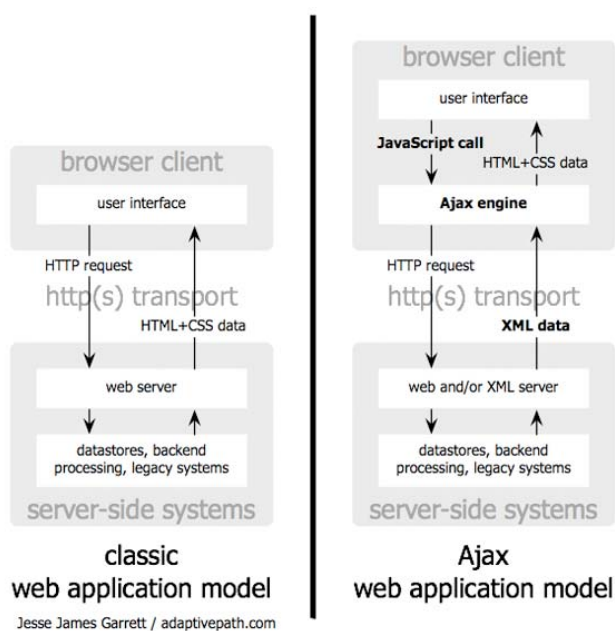 browser client
user interface
HTTP request
http(s) transport
HTML+CSS data
web server
datastores, backend
processing, legacy systems
server-side systems
classic
web application model
Jesse James Garrett / adaptivepath.com
browser client
user interface
JavaScript call
HTML+CSS data
Ajax engine
HTTP request
http(s) transport
XML data
web and/or XML server
datastores, backend
processing, legacy systems
server-side systems
Ajax
web application model